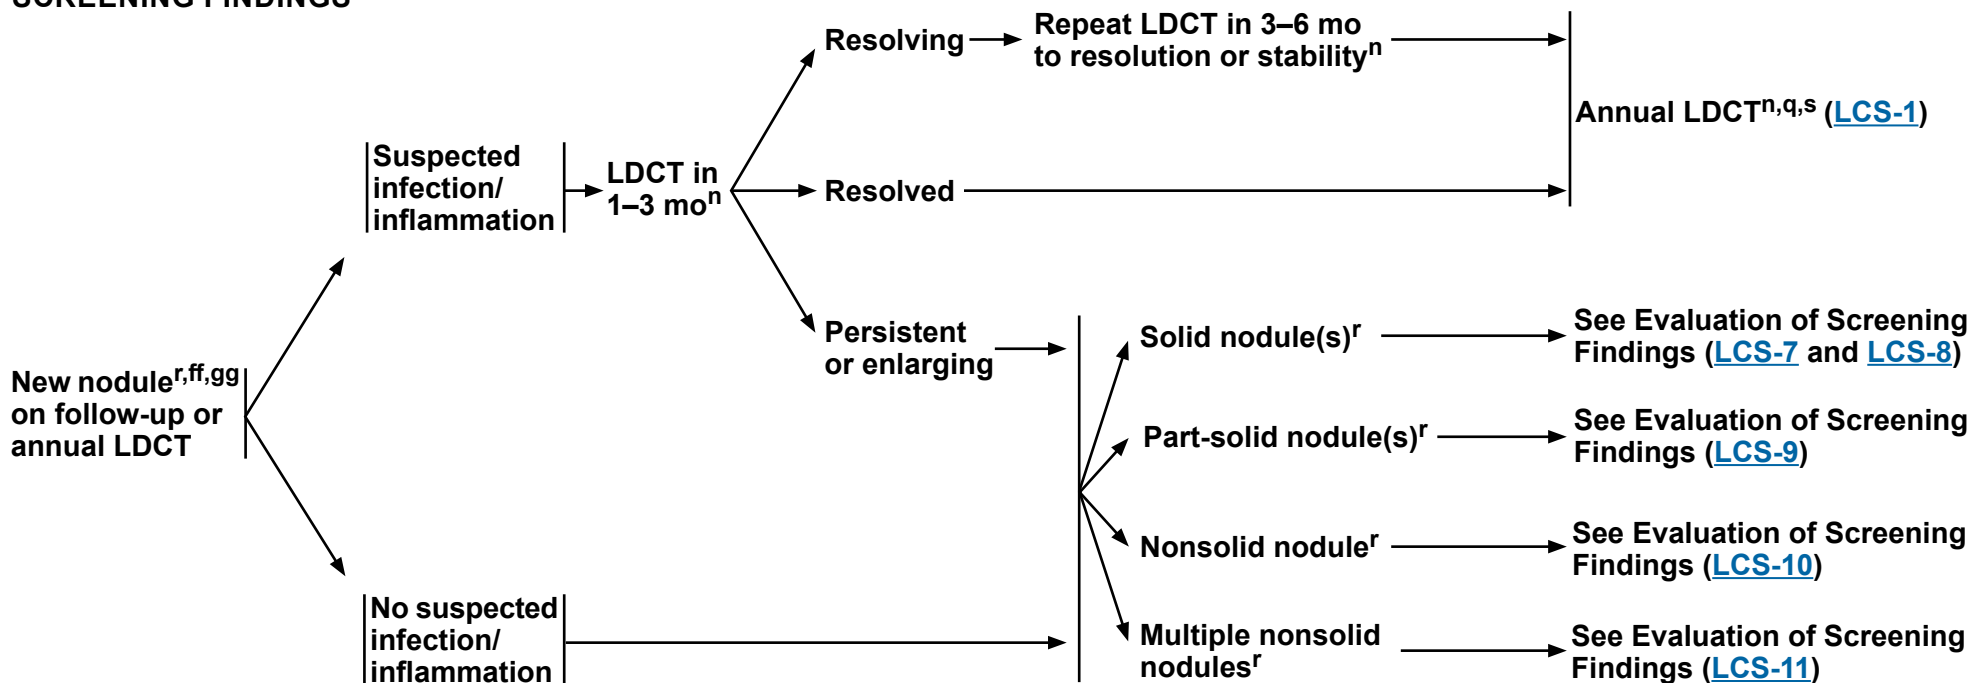 SCREENING FINDINGS
Resolving
Repeat LDCT in 3–6 mo
to resolution or stabilityn
Annual LDCTn,q,s (LCS-1)
Suspected
infection/
inflammation
LDCT in
1–3 mon
Resolved
Persistent
or enlarging
New noduler,ff,gg
on follow-up or
annual LDCT
Solid nodule(s)r
See Evaluation of Screening
Findings (LCS-7 and LCS-8)
Part-solid nodule(s)r
See Evaluation of Screening
Findings (LCS-9)
Nonsolid noduler
See Evaluation of Screening
Findings (LCS-10)
No suspected
infection/
inflammation
Multiple nonsolid
nodulesr
See Evaluation of Screening
Findings (LCS-11)